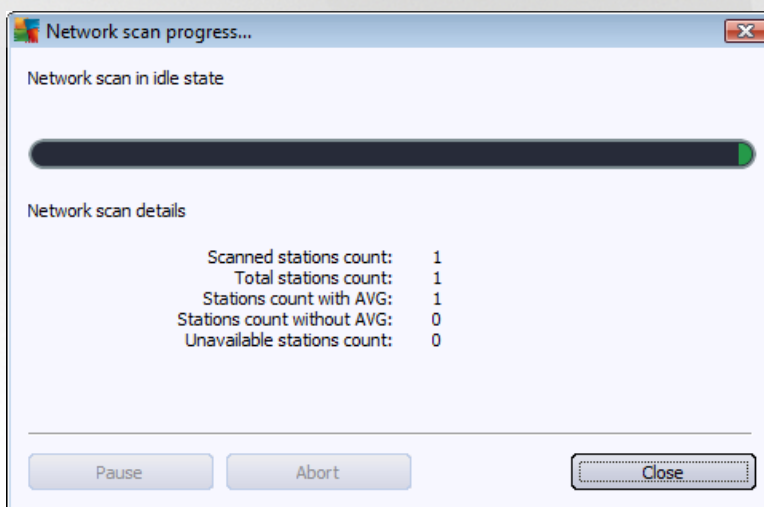 Network scan progress...
Network scan in idle state
Network scan details
Scanned stations count: 1
Total stations count: 1
Stations count with AVG: 1
Stations count without AVG: 0
Unavailable stations count: 0
Pause Abort Close